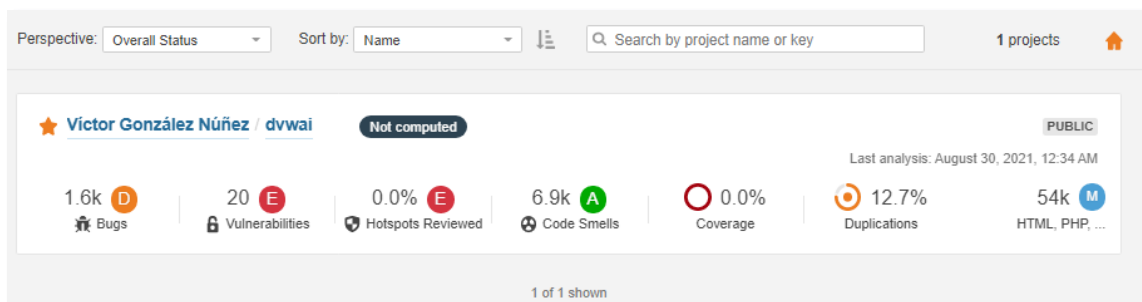 Perspective: Overall Status Sort by: Name Search by project name or key 1 projects
Víctor González Núñez / dvwai Not computed PUBLIC
Last analysis: August 30, 2021, 12:34 AM
1.6k D 20 E 0.0% E 6.9k A 0.0% 12.7% 54k M
Bugs Vulnerabilities Hotspots Reviewed Code Smells Coverage Duplications HTML, PHP, ...
1 of 1 shown